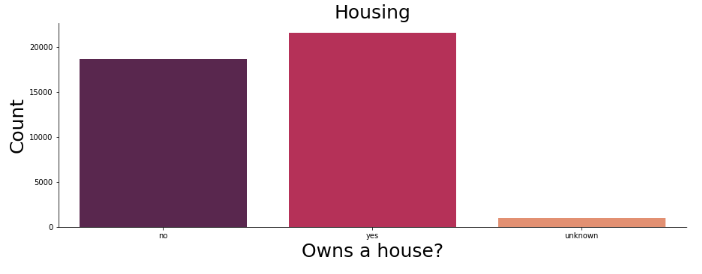 Housing
20000
15000
10000
5000
0
Count
no yes unknown
Owns a house?